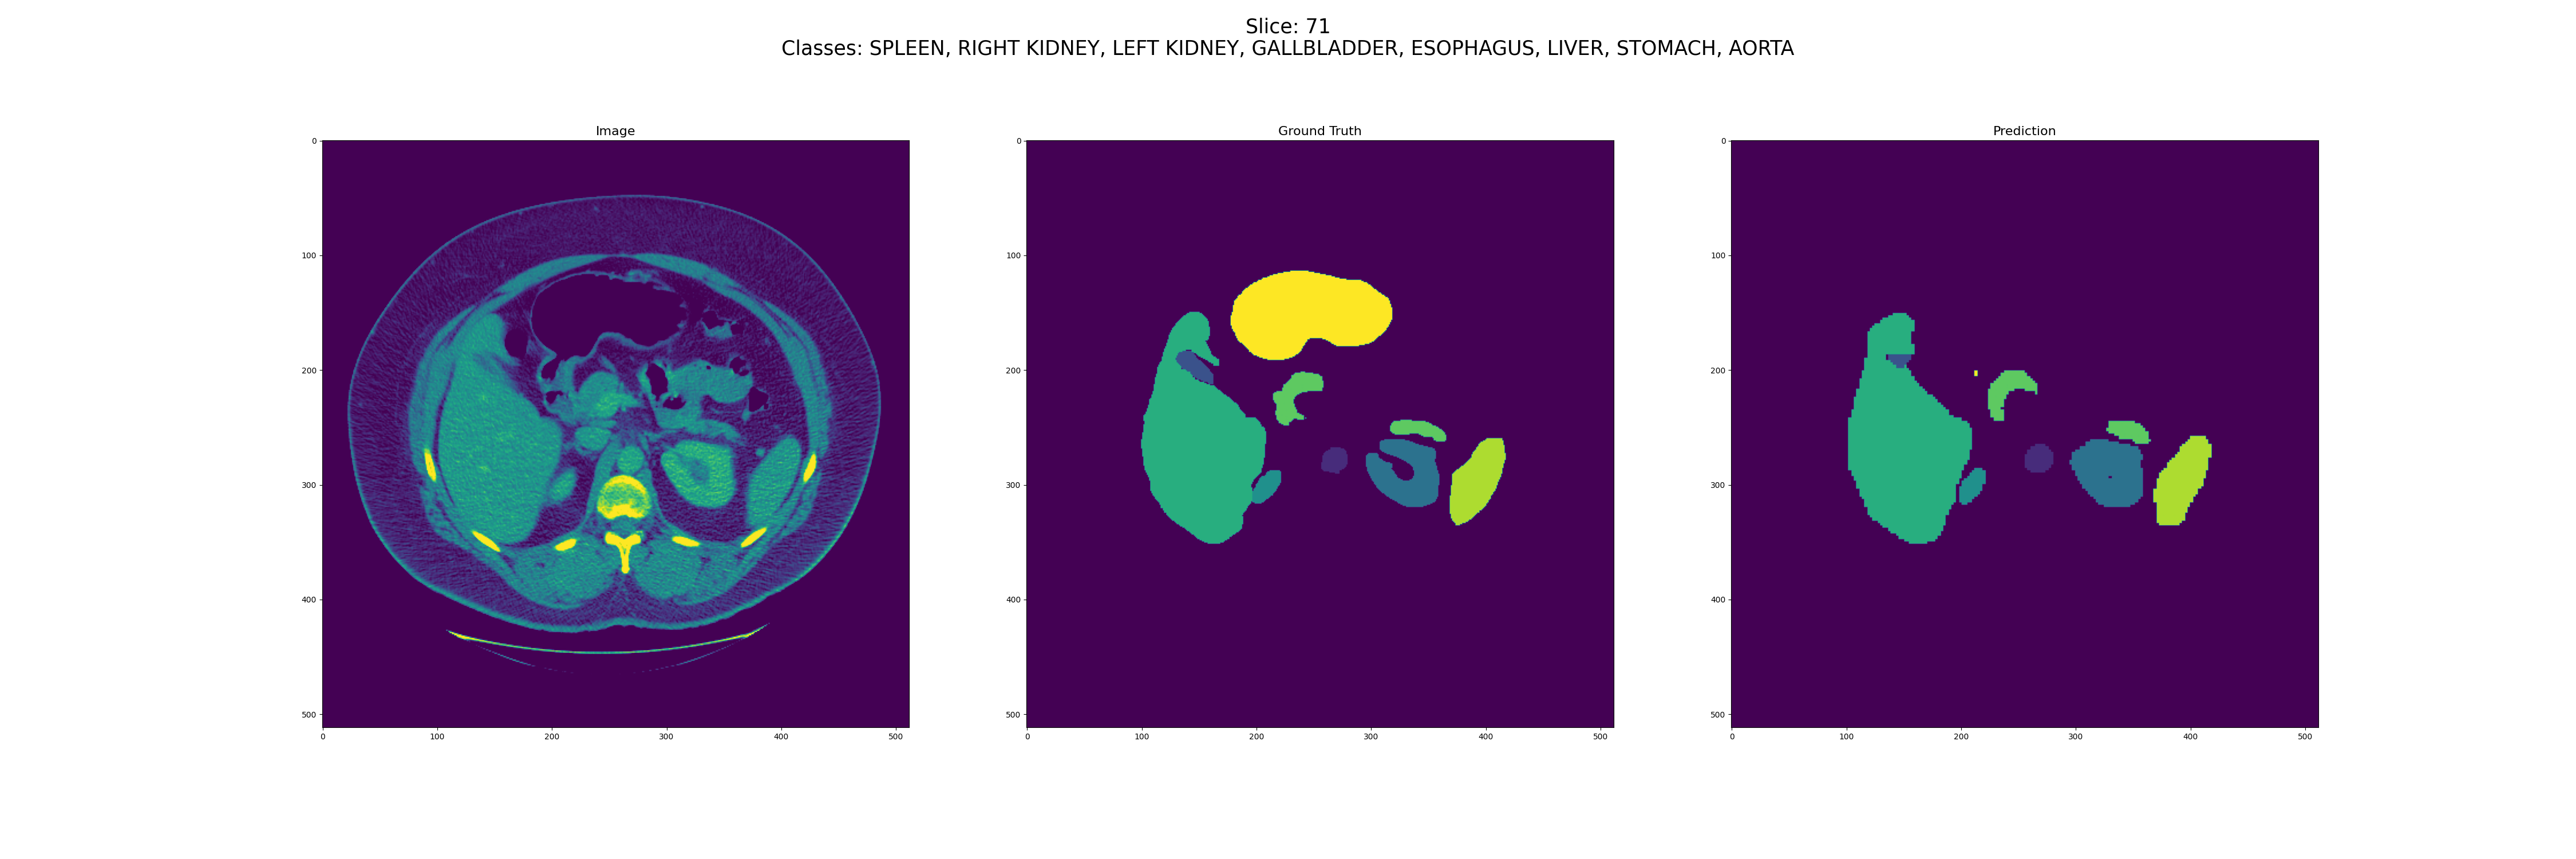 Slice: 71
Classes: SPLEEN, RIGHT KIDNEY, LEFT KIDNEY, GALLBLADDER, ESOPHAGUS, LIVER, STOMACH, AORTA
Image
0
100
200
300
400
500
0 100 200 300 400 500
Ground Truth
0
100
200
300
400
500
0 100 200 300 400 500
Prediction
0
100
200
300
400
500
0 100 200 300 400 500